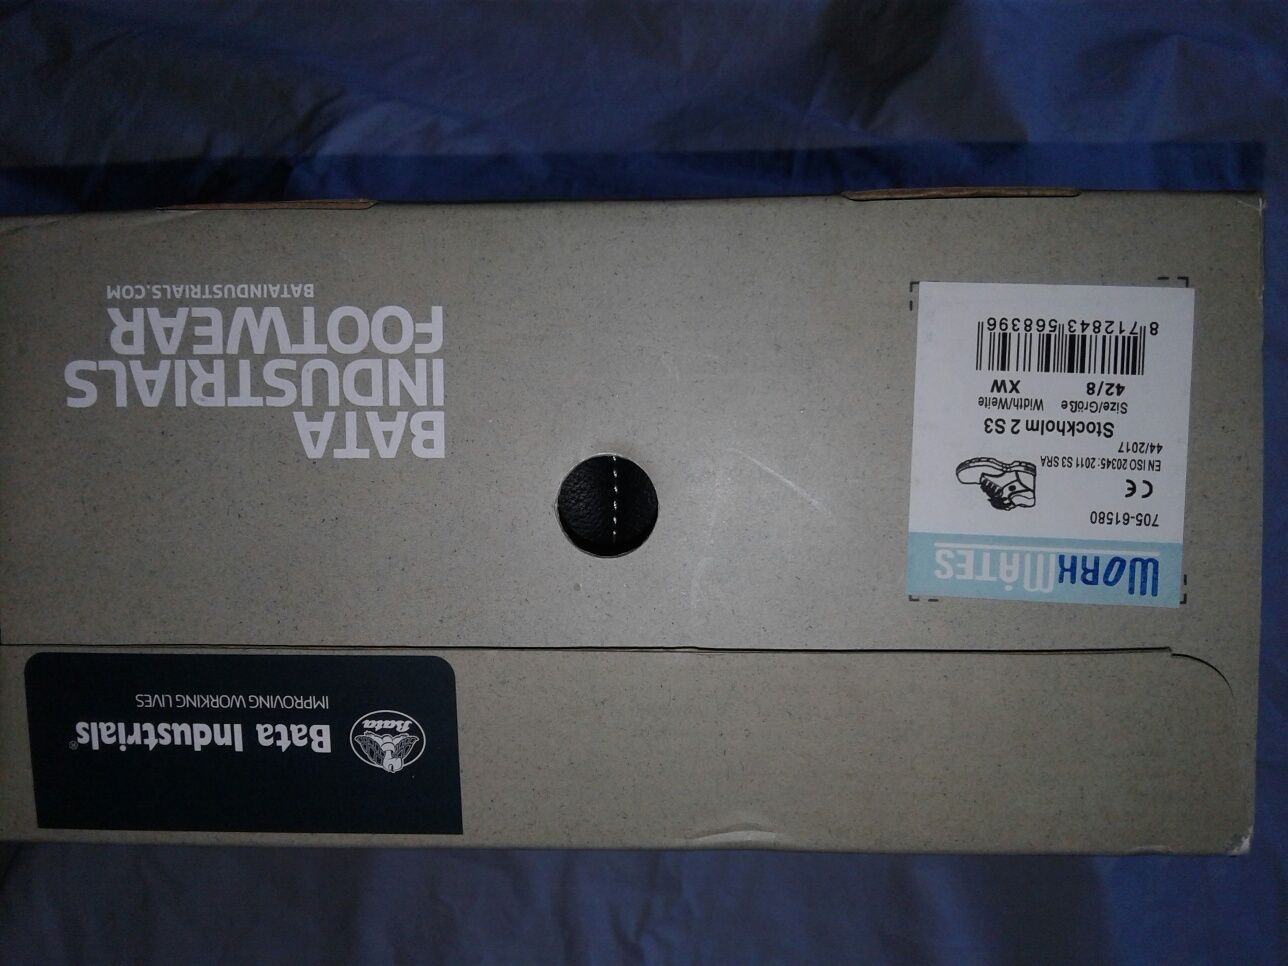 Bata
Bata Industrials®
IMPROVING WORKING LIVES
WORKMATES
705-61580
CE
EN ISO 20345: 2011 S3 SRA
44/2017
Stockholm 2 S3
Size/Größe Width/Weite
42/8 XW
8 712843 568396
BATA
INDUSTRIALS
FOOTWEAR
BATAINDUSTRIALS.COM